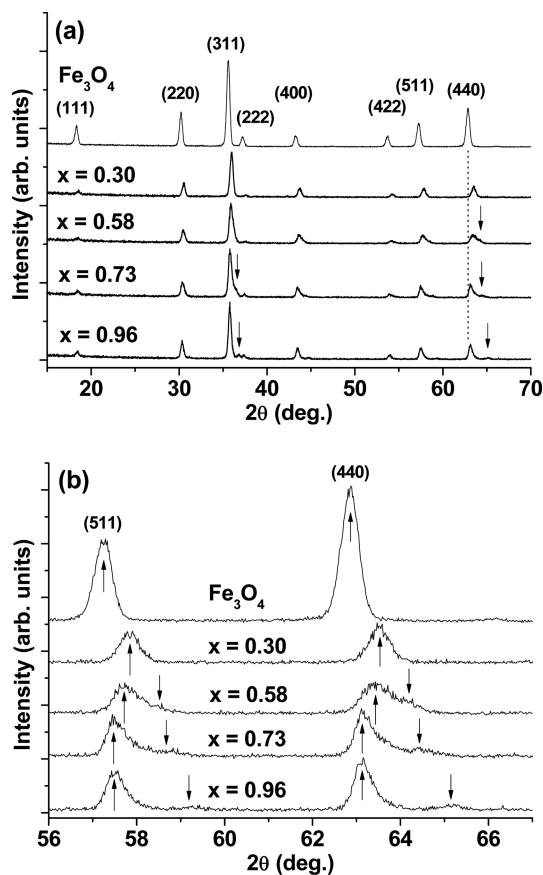 (a)
(311)
Fe₃O₄
(111)
(220)
(222)
(400)
(422)
(511)
(440)
x = 0.30
x = 0.58
x = 0.73
x = 0.96
Intensity (arb. units)
20 30 40 50 60 70
2θ (deg.)
(b)
(440)
(511)
Fe₃O₄
x = 0.30
x = 0.58
x = 0.73
x = 0.96
Intensity (arb. units)
56 58 60 62 64 66
2θ (deg.)